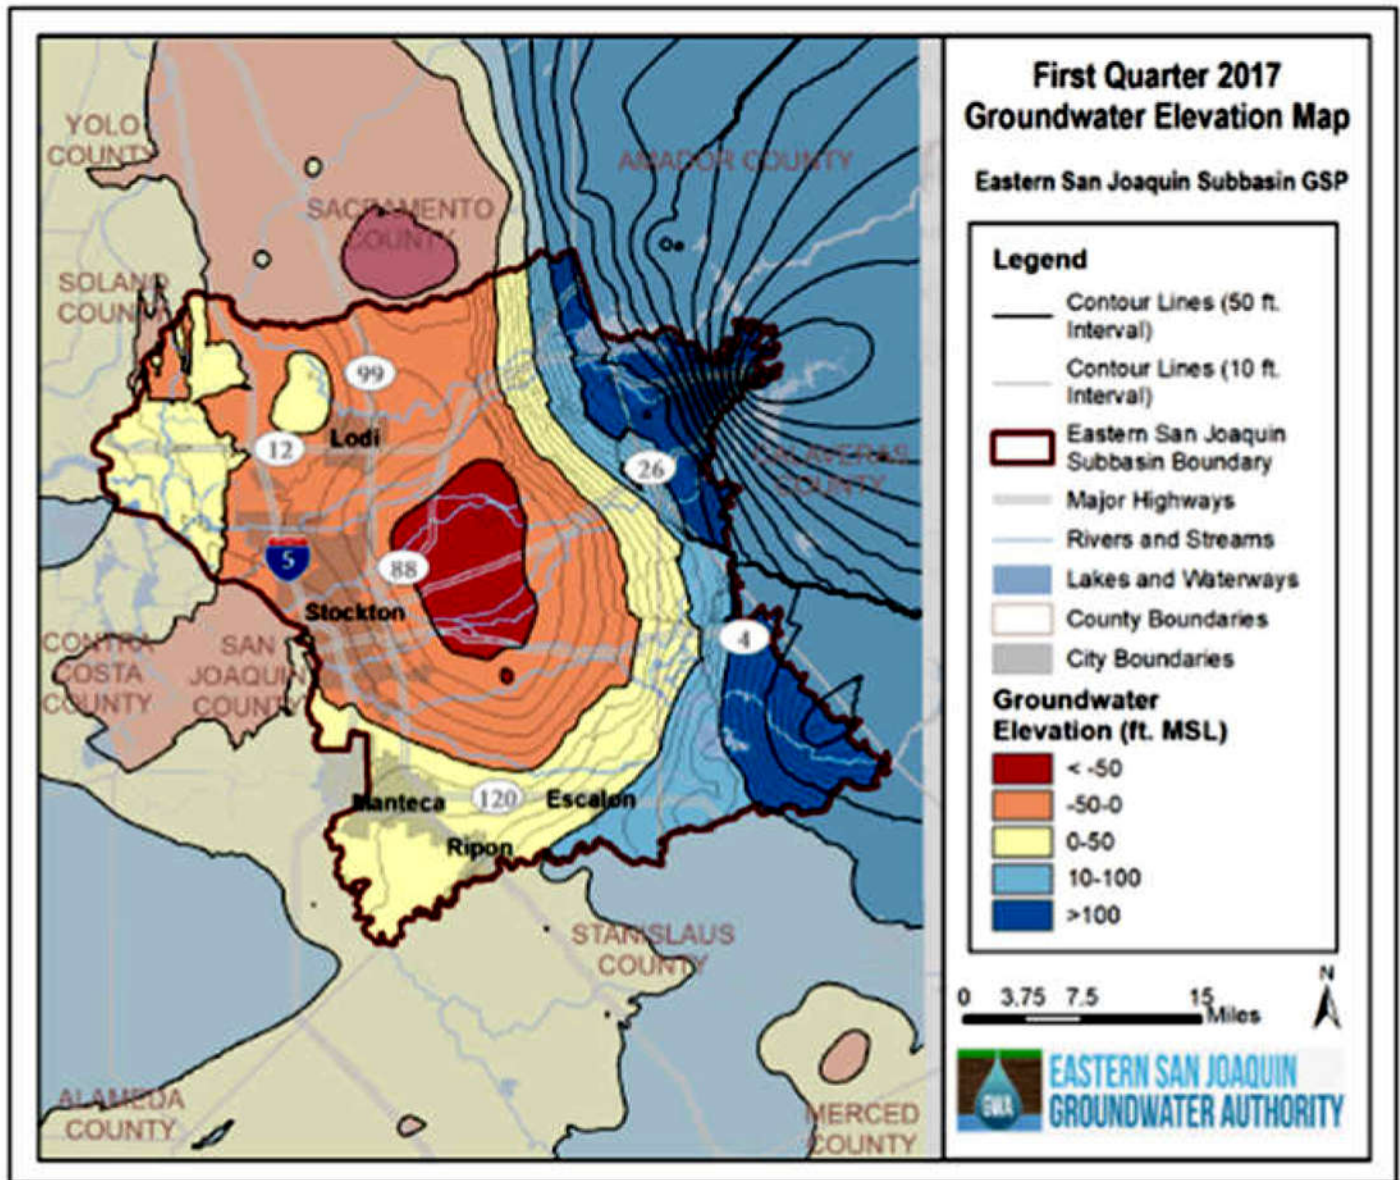 First Quarter 2017
Groundwater Elevation Map
Eastern San Joaquin Subbasin GSP
Legend
Contour Lines (50 ft.
Interval)
Contour Lines (10 ft.
Interval)
Eastern San Joaquin
Subbasin Boundary
Major Highways
Rivers and Streams
Lakes and Waterways
County Boundaries
City Boundaries
Groundwater
Elevation (ft. MSL)
< -50
-50-0
0-50
10-100
>100
0 3.75 7.5 15
Miles
N
GWA
EASTERN SAN JOAQUIN
GROUNDWATER AUTHORITY
YOLO
COUNTY
AMADOR COUNTY
SACRAMENTO
COUNTY
SOLANO
COUNTY
99
Lodi
12
26
CALAVERAS
COUNTY
5
88
Stockton
4
CONTRA
COSTA
COUNTY
SAN
JOAQUIN
COUNTY
Manteca
120
Escalon
Ripon
STANISLAUS
COUNTY
ALAMEDA
COUNTY
MERCED
COUNTY